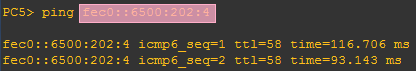 PC5> ping fec0::6500:202:4
fec0::6500:202:4 icmp6_seq=1 ttl=58 time=116.706 ms
fec0::6500:202:4 icmp6_seq=2 ttl=58 time=93.143 ms